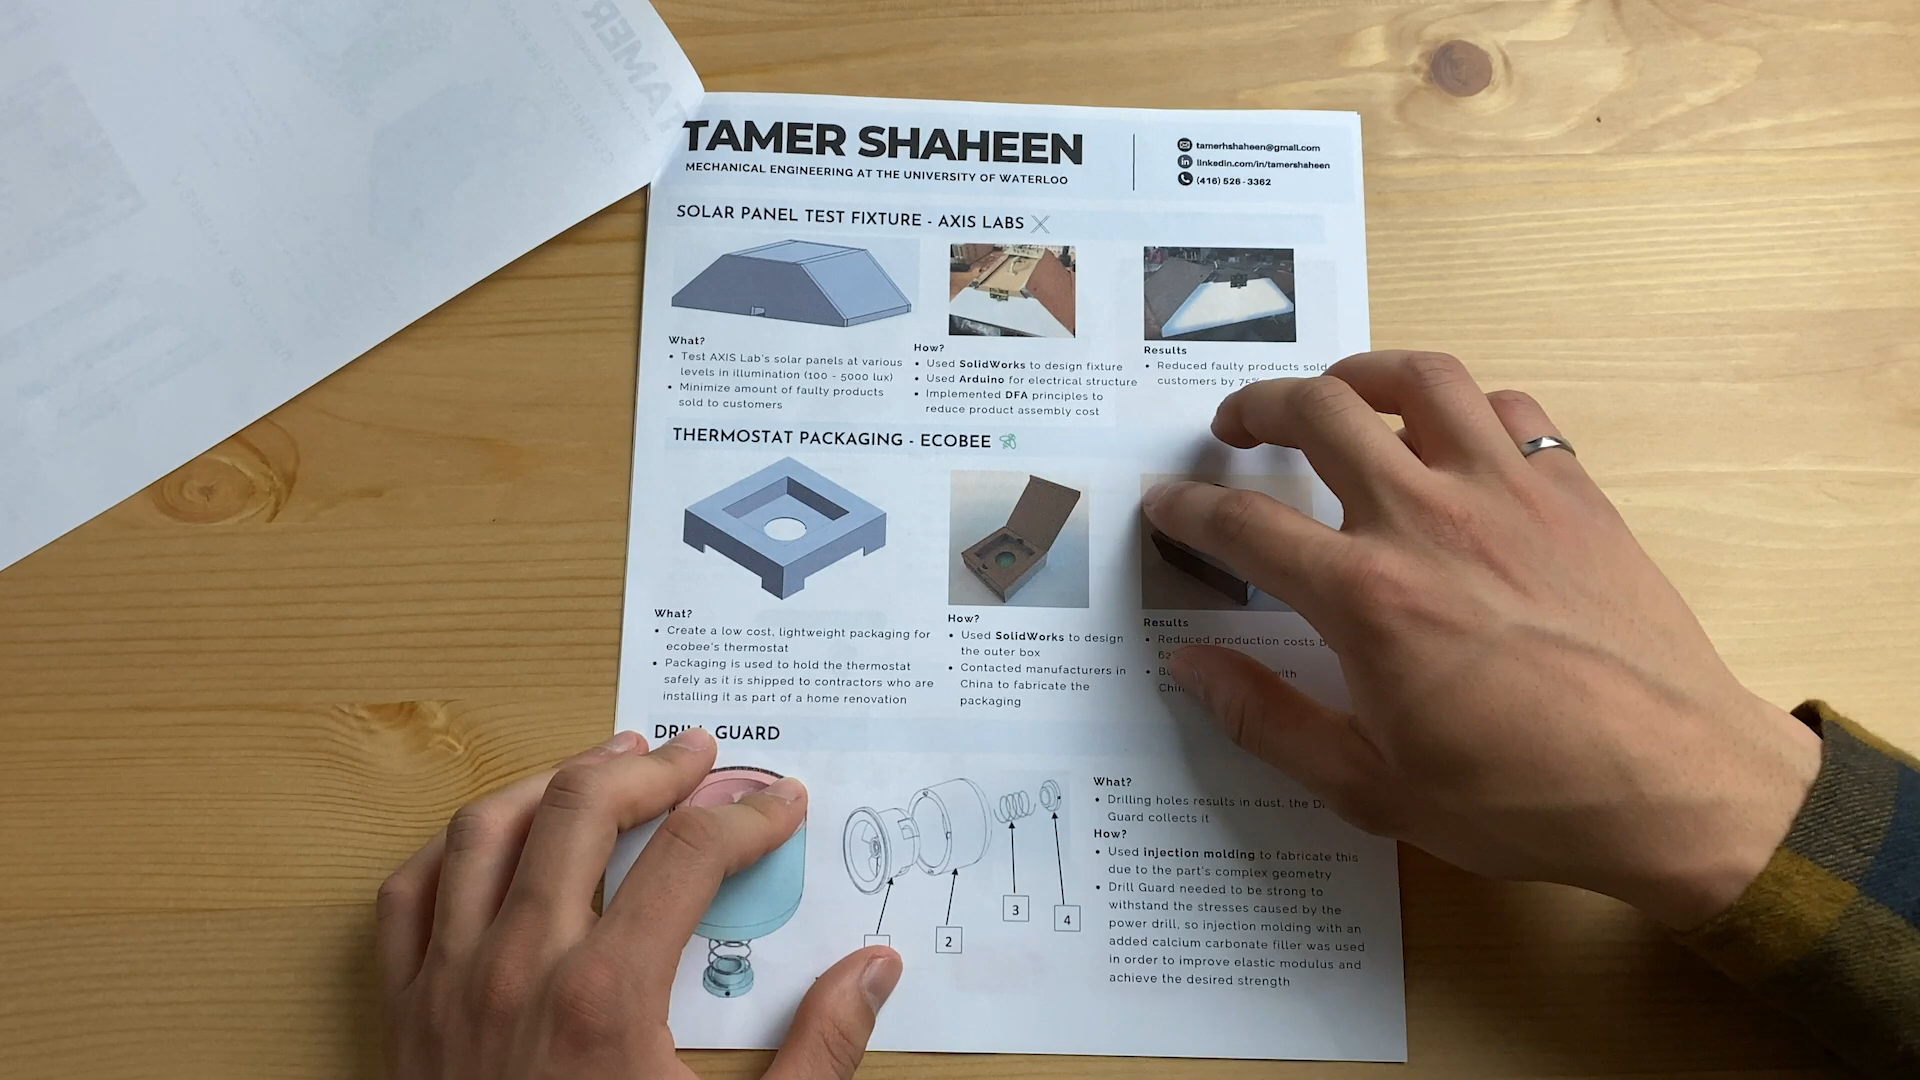 TAMER SHAHEEN
MECHANICAL ENGINEERING AT THE UNIVERSITY OF WATERLOO
tamerhshaheen@gmail.com
linkedin.com/in/tamershaheen
(416) 526-3362
SOLAR PANEL TEST FIXTURE - AXIS LABS
What?
• Test AXIS Lab's solar panels at various
levels in illumination (100 - 5000 lux)
• Minimize amount of faulty products
sold to customers
How?
• Used SolidWorks to design fixture
• Used Arduino for electrical structure
• Implemented DFA principles to
reduce product assembly cost
Results
• Reduced faulty products sold
customers by 75%
THERMOSTAT PACKAGING - ECOBEE
What?
• Create a low cost, lightweight packaging for
ecobee's thermostat
• Packaging is used to hold the thermostat
safely as it is shipped to contractors who are
installing it as part of a home renovation
How?
• Used SolidWorks to design
the outer box
• Contacted manufacturers in
China to fabricate the
packaging
Results
• Reduced production costs
with
DRILL GUARD
2
3
4
What?
• Drilling holes results in dust, the
Guard collects it
How?
• Used injection molding to fabricate this
due to the part's complex geometry
• Drill Guard needed to be strong to
withstand the stresses caused by the
power drill, so injection molding with an
added calcium carbonate filler was used
in order to improve elastic modulus and
achieve the desired strength